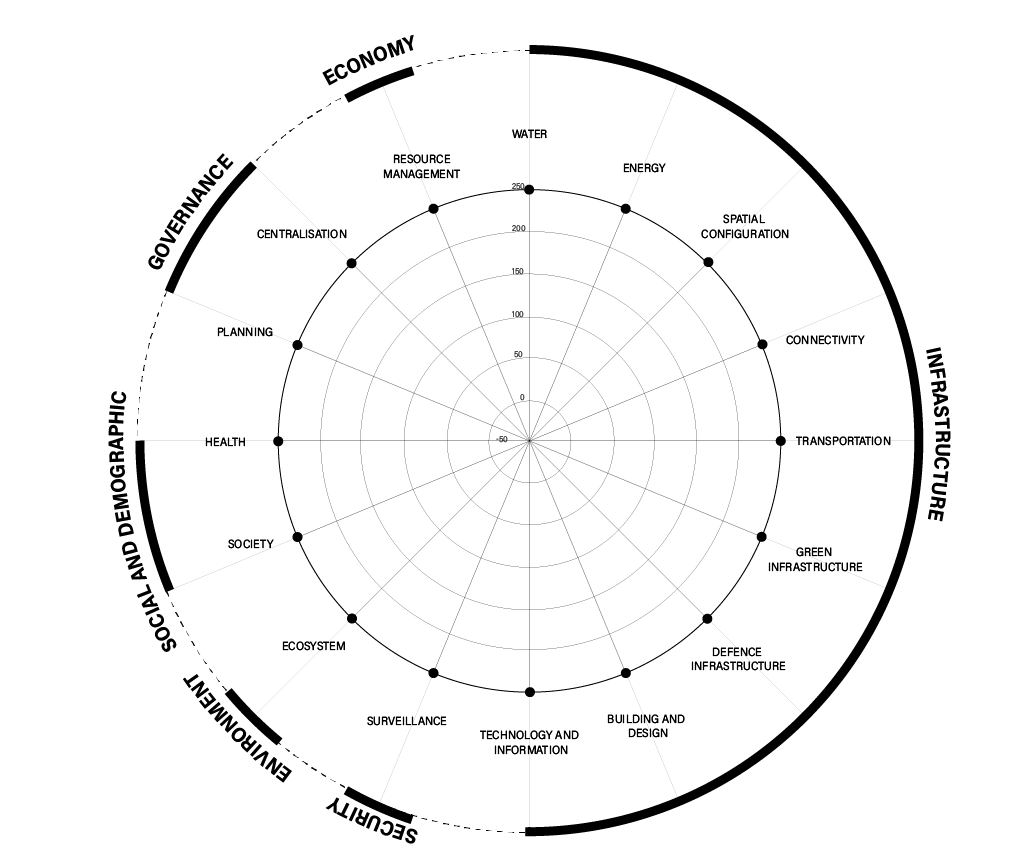 ECONOMY
WATER
RESOURCE
MANAGEMENT
ENERGY
GOVERNANCE
CENTRALISATION
SPATIAL
CONFIGURATION
250
200
150
100
50
0
-50
PLANNING
CONNECTIVITY
HEALTH
TRANSPORTATION
INFRASTRUCTURE
SOCIAL AND DEMOGRAPHIC
SOCIETY
GREEN
INFRASTRUCTURE
ECOSYSTEM
DEFENCE
INFRASTRUCTURE
ENVIRONMENT
SURVEILLANCE
TECHNOLOGY AND
INFORMATION
BUILDING AND
DESIGN
SECURITY